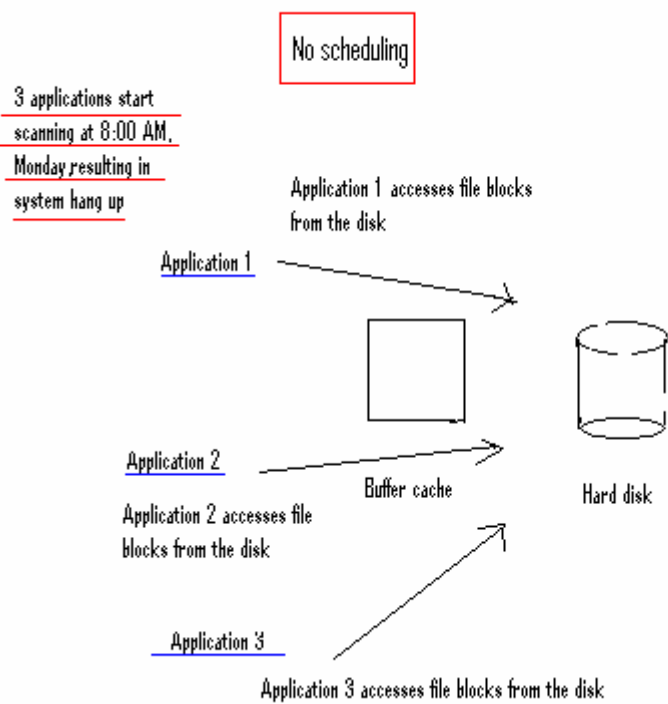 No scheduling
3 applications start
scanning at 8:00 AM,
Monday,resulting in
system hang up
Application 1 accesses file blocks
from the disk
Application 1
Application 2
Buffer cache
Hard disk
Application 2 accesses file
blocks from the disk
Application 3
Application 3 accesses file blocks from the disk